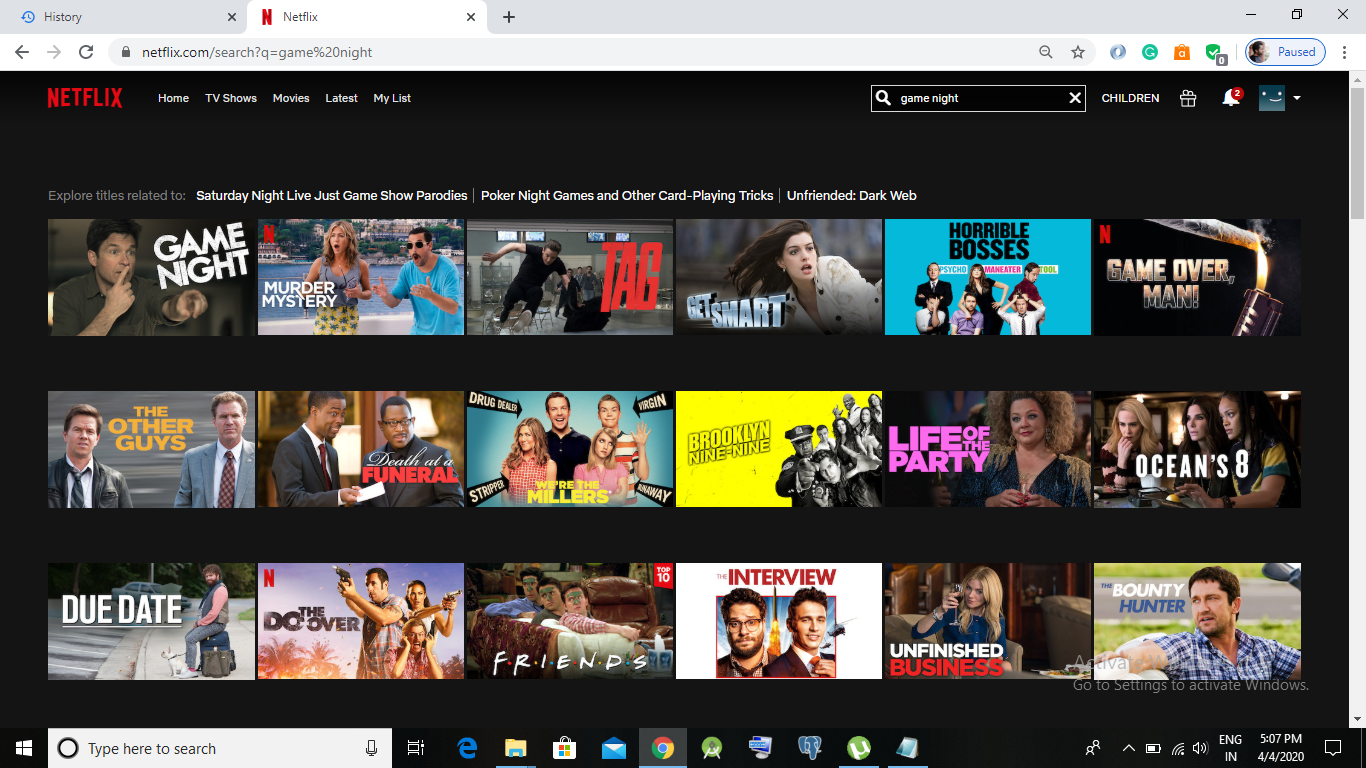 History
Netflix
netflix.com/search?q=game%20night
0
Paused
NETFLIX
Home
TV Shows
Movies
Latest
My List
game night
CHILDREN
2
Explore titles related to:
Saturday Night Live Just Game Show Parodies
Poker Night Games and Other Card-Playing Tricks
Unfriended: Dark Web
GAME
NIGHT
N
MURDER
MYSTERY
TAG
GET SMART
HORRIBLE
BOSSES
PSYCHO MANEATER TOOL
N
GAME OVER,
MAN!
THE
OTHER
GUYS
Death at a
FUNERAL
DRUG DEALER
VIRGIN
STRIPPER
WE'RE THE
MILLERS
RUNAWAY
BROOKLYN
NINE-NINE
LIFE OF THE
PARTY
OCEAN'S 8
DUE DATE
N
THE
DO OVER
TOP
10
F•R•I•E•N•D•S
THE INTERVIEW
UNFINISHED
BUSINESS
THE BOUNTY
HUNTER
Go to Settings to activate Windows.
Type here to search
ENG
IN
5:07 PM
4/4/2020